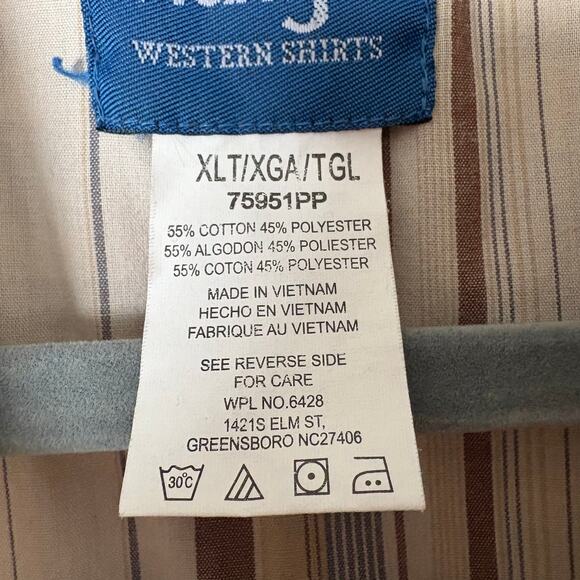 WESTERN SHIRTS
XLT/XGA/TGL
75951PP
55% COTTON 45% POLYESTER
55% ALGODON 45% POLIESTER
55% COTON 45% POLYESTER
MADE IN VIETNAM
HECHO EN VIETNAM
FABRIQUE AU VIETNAM
SEE REVERSE SIDE
FOR CARE
WPL NO.6428
1421S ELM ST,
GREENSBORO NC27406
30°C